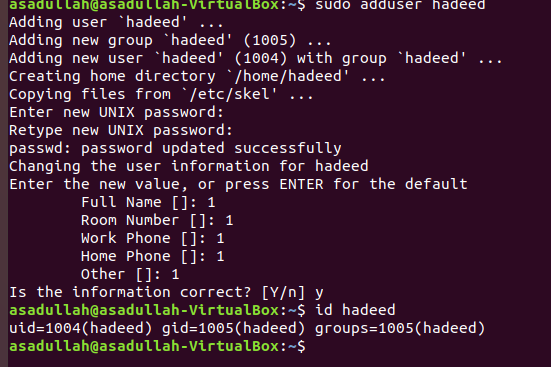 asadullah@asadullah-VirtualBox:~$ sudo adduser hadeed
Adding user `hadeed' ...
Adding new group `hadeed' (1005) ...
Adding new user `hadeed' (1004) with group `hadeed' ...
Creating home directory `/home/hadeed' ...
Copying files from `/etc/skel' ...
Enter new UNIX password:
Retype new UNIX password:
passwd: password updated successfully
Changing the user information for hadeed
Enter the new value, or press ENTER for the default
        Full Name []: 1
        Room Number []: 1
        Work Phone []: 1
        Home Phone []: 1
        Other []: 1
Is the information correct? [Y/n] y
asadullah@asadullah-VirtualBox:~$ id hadeed
uid=1004(hadeed) gid=1005(hadeed) groups=1005(hadeed)
asadullah@asadullah-VirtualBox:~$